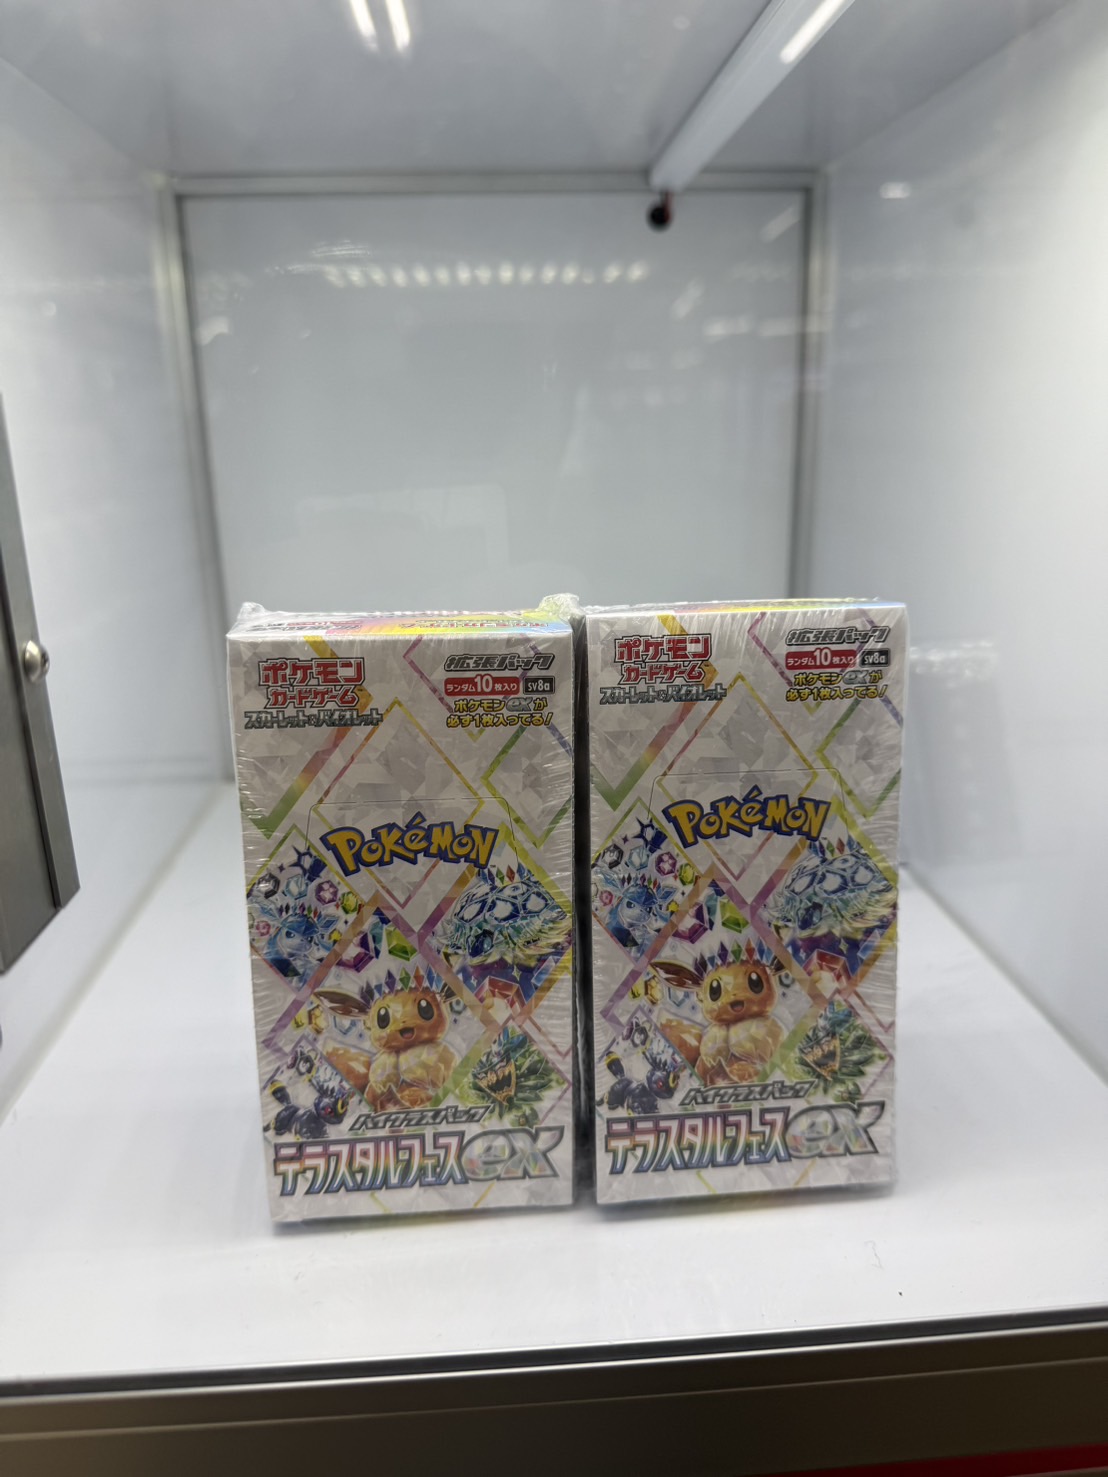 ポケモン
カードゲーム
スカーレット&バイオレット
拡張パック
ランダム10枚入り sv8a
ポケモンexが
必ず1枚入ってる!
Pokémon
ハイクラスパック
テラスタルフェスex
ポケモン
カードゲーム
スカーレット&バイオレット
拡張パック
ランダム10枚入り sv8a
ポケモンexが
必ず1枚入ってる!
Pokémon
ハイクラスパック
テラスタルフェスex